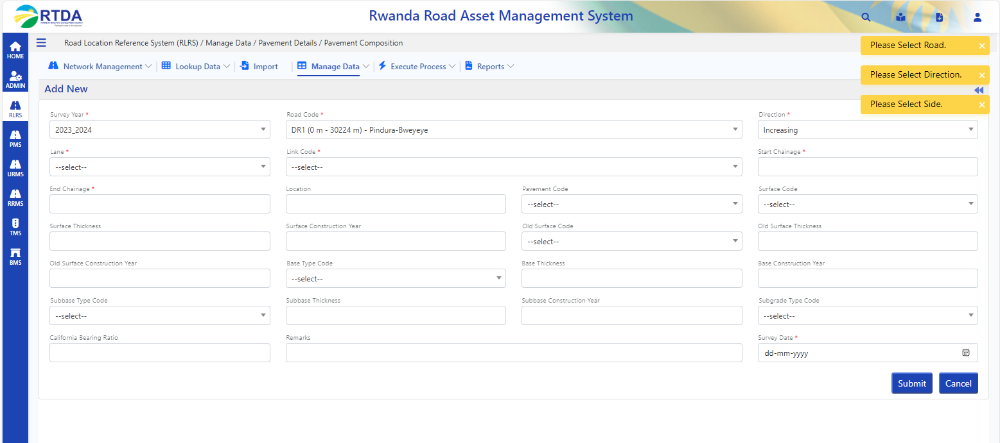 RTDA
Rwanda Road Asset Management System
HOME
ADMIN
RLRS
PMS
URMS
RRMS
TMS
BMS
Road Location Reference System (RLRS) / Manage Data / Pavement Details / Pavement Composition
Please Select Road. ×
Please Select Direction. ×
Please Select Side. ×
Network Management Lookup Data Import Manage Data Execute Process Reports
Add New
Survey Year * Road Code * Direction *
2023_2024 DR1 (0 m - 30224 m) - Pindura-Bweyeye Increasing
Lane * Link Code * Start Chainage *
--select-- --select--
End Chainage * Location Pavement Code Surface Code
--select-- --select--
Surface Thickness Surface Construction Year Old Surface Code Old Surface Thickness
--select--
Old Surface Construction Year Base Type Code Base Thickness Base Construction Year
--select--
Subbase Type Code Subbase Thickness Subbase Construction Year Subgrade Type Code
--select-- --select--
California Bearing Ratio Remarks Survey Date *
dd-mm-yyyy
Submit Cancel